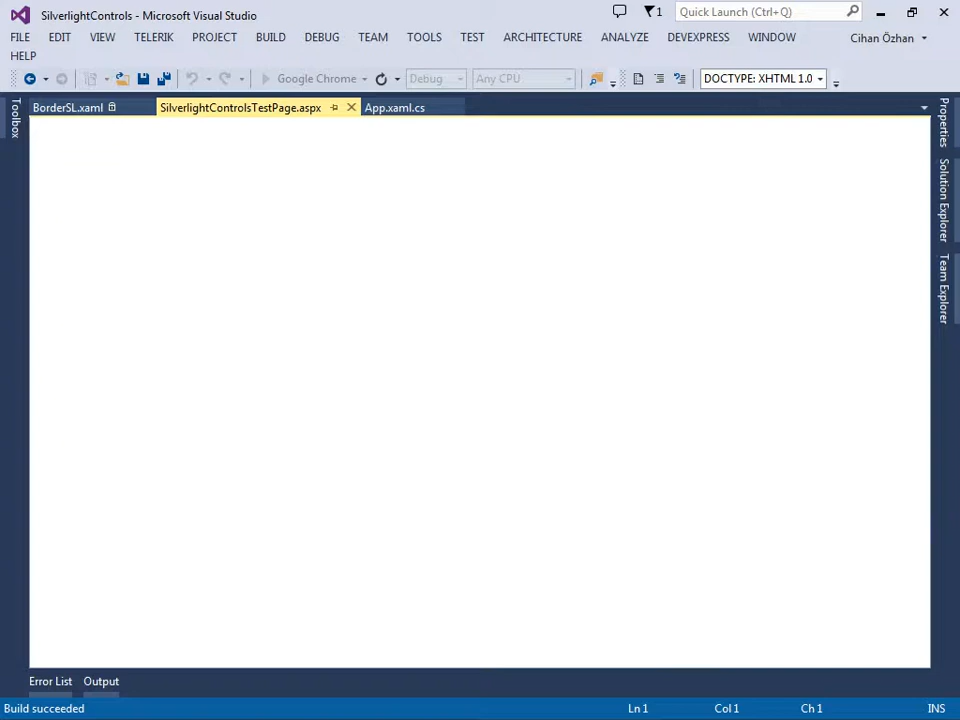 SilverlightControls - Microsoft Visual Studio
1
Quick Launch (Ctrl+Q)
FILE EDIT VIEW TELERIK PROJECT BUILD DEBUG TEAM TOOLS TEST ARCHITECTURE ANALYZE DEVEXPRESS WINDOW
Cihan Özhan
HELP
Google Chrome Debug Any CPU DOCTYPE: XHTML 1.0
BorderSL.xaml SilverlightControlsTestPage.aspx App.xaml.cs
Toolbox
Properties
Solution Explorer
Team Explorer
Error List Output
Build succeeded Ln 1 Col 1 Ch 1 INS